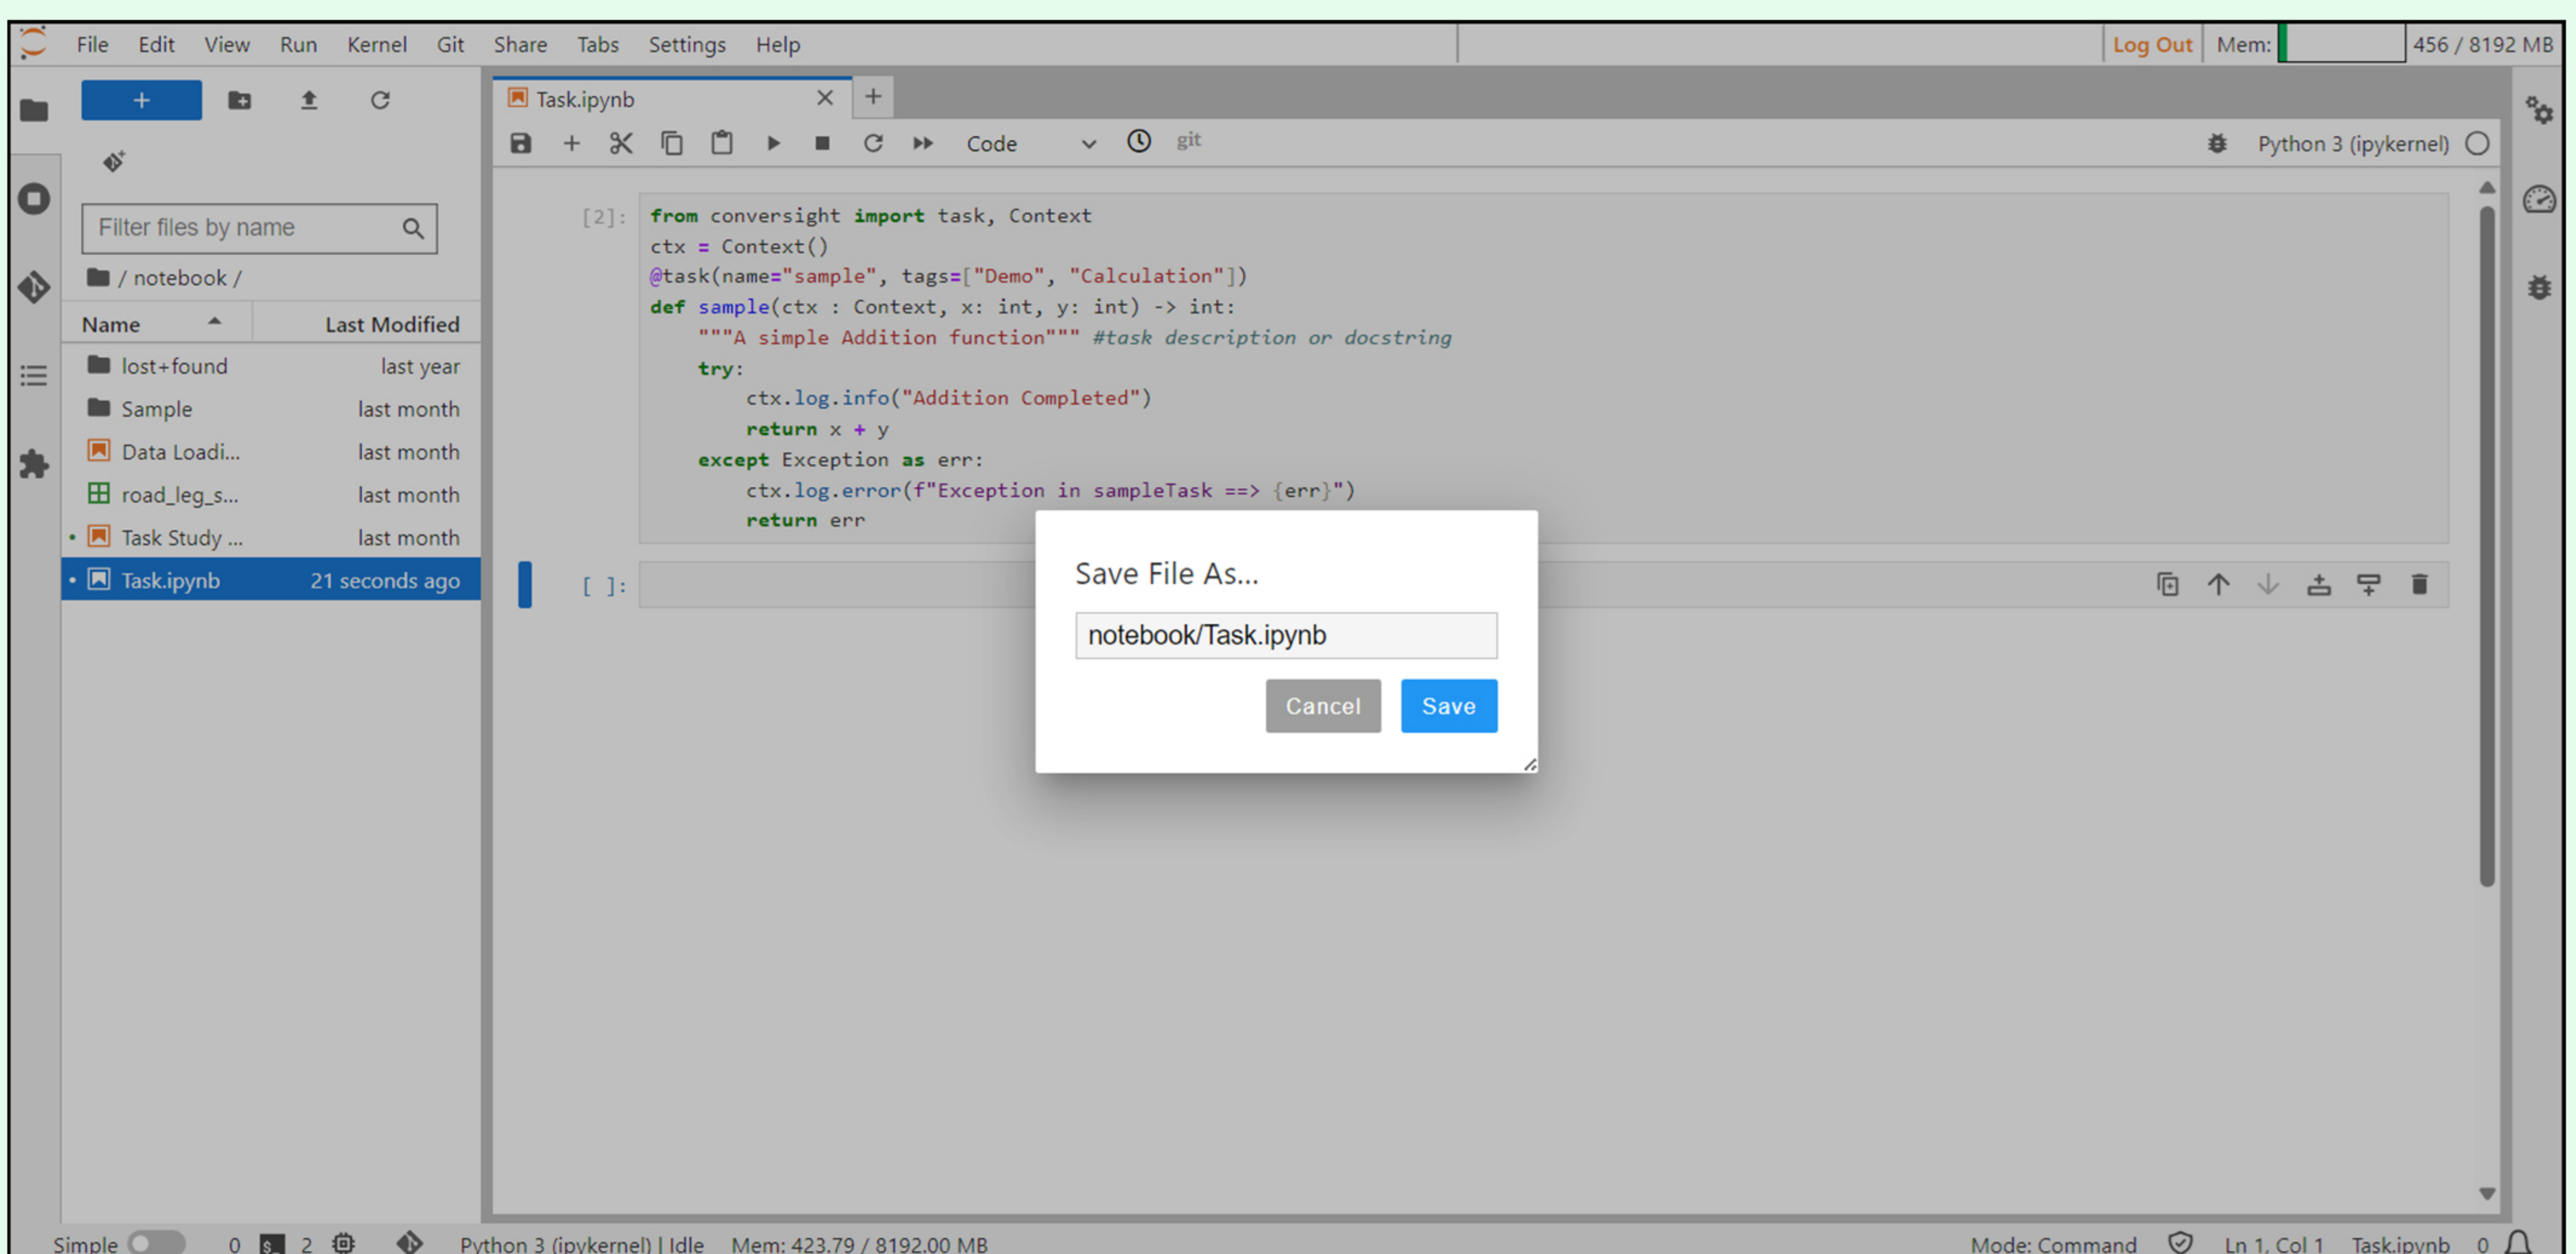 File Edit View Run Kernel Git Share Tabs Settings Help
Log Out Mem: 456 / 8192 MB
Filter files by name
/ notebook /
Name Last Modified
lost+found last year
Sample last month
Data Loadi... last month
road_leg_s... last month
Task Study ... last month
Task.ipynb 21 seconds ago
Task.ipynb
Code git Python 3 (ipykernel)
[2]: from conversight import task, Context
ctx = Context()
@task(name="sample", tags=["Demo", "Calculation"])
def sample(ctx : Context, x: int, y: int) -> int:
"""A simple Addition function""" #task description or docstring
try:
ctx.log.info("Addition Completed")
return x + y
except Exception as err:
ctx.log.error(f"Exception in sampleTask ==> {err}")
return err
[ ]:
Save File As...
notebook/Task.ipynb
Cancel Save
Simple 0 $_ 2 Python 3 (ipykernel) | Idle Mem: 423.79 / 8192.00 MB Mode: Command Ln 1, Col 1 Task.ipynb 0